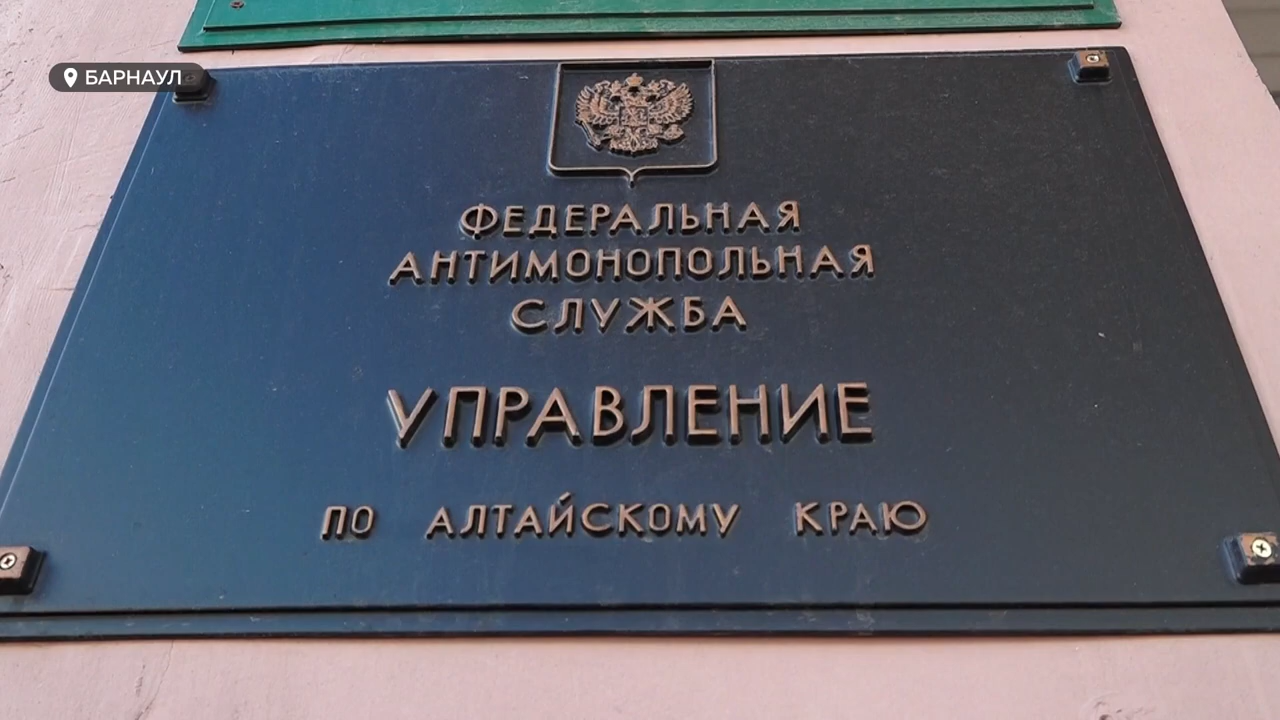 БАРНАУЛ
ФЕДЕРАЛЬНАЯ
АНТИМОНОПОЛЬНАЯ
СЛУЖБА
УПРАВЛЕНИЕ
ПО АЛТАЙСКОМУ КРАЮ